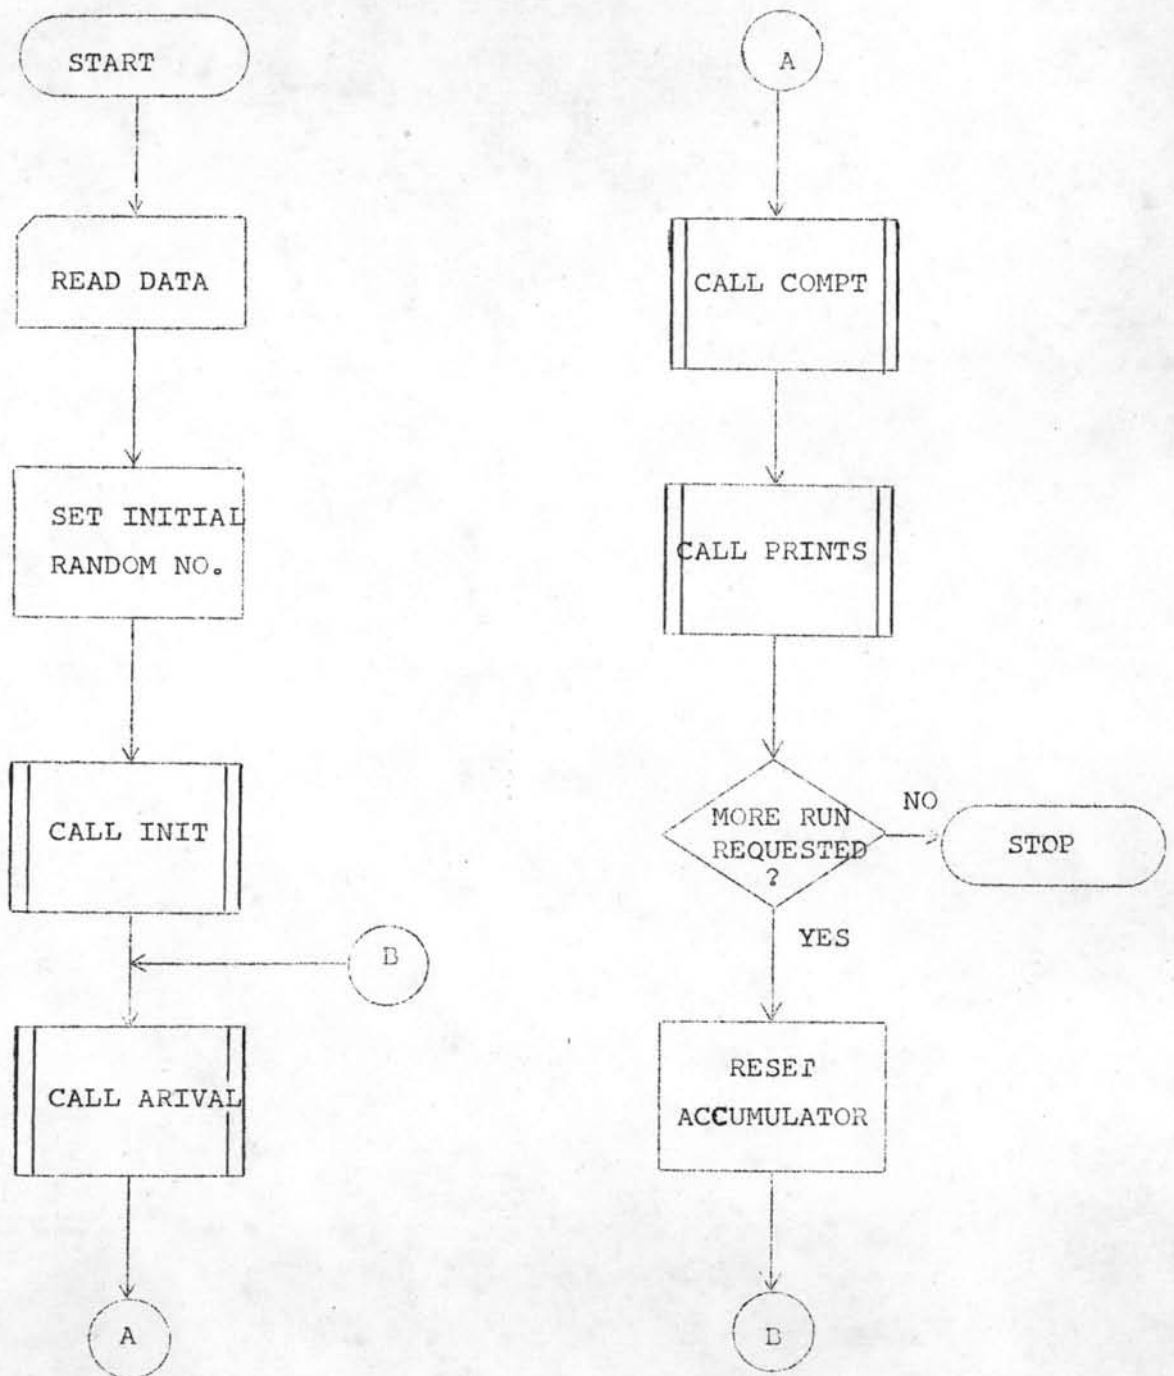 START
READ DATA
SET INITIAL
RANDOM NO.
CALL INIT
B
CALL ARIVAL
A
A
CALL COMPT
CALL PRINTS
MORE RUN
REQUESTED
?
NO
STOP
YES
RESET
ACCUMULATOR
B